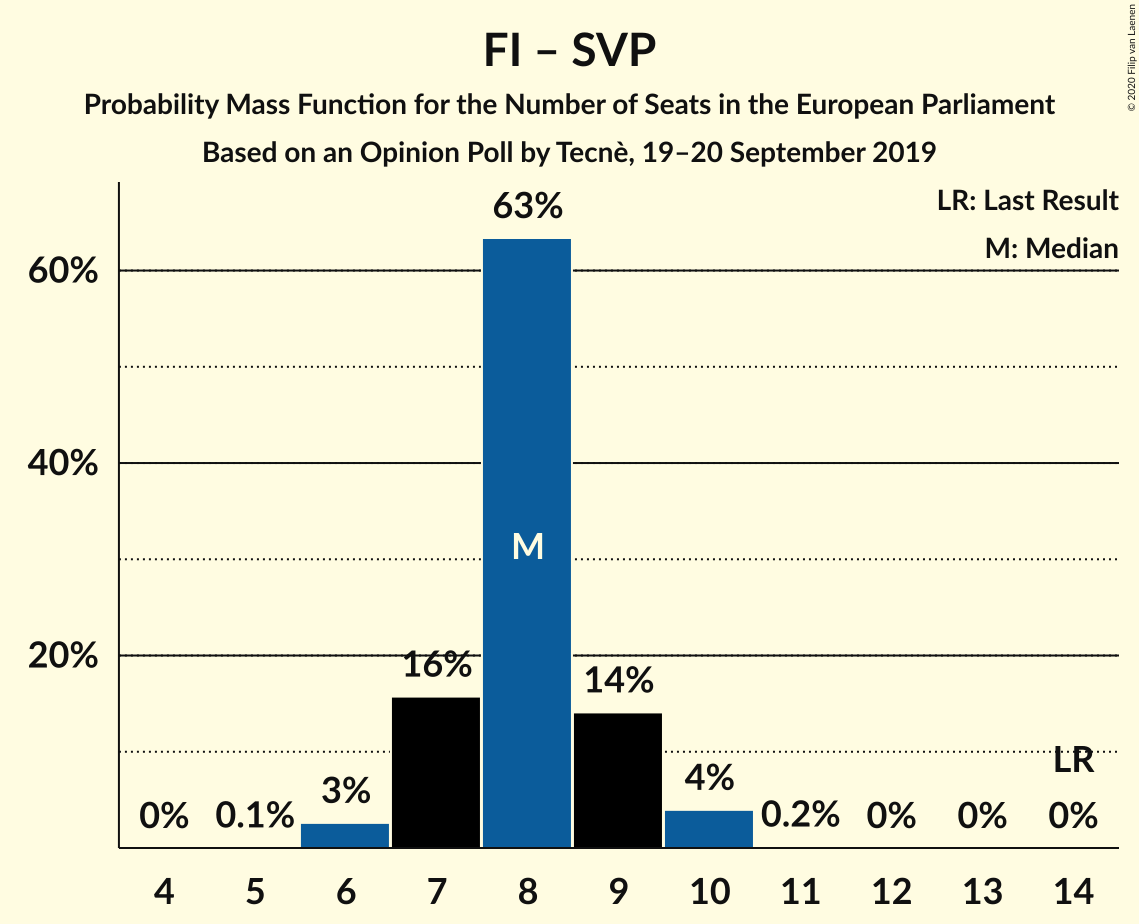 FI – SVP
Probability Mass Function for the Number of Seats in the European Parliament
Based on an Opinion Poll by Tecnè, 19–20 September 2019
© 2020 Filip van Laenen
LR: Last Result
M: Median
60%
40%
20%
0%
0.1%
3%
16%
63%
M
14%
4%
0.2%
0%
0%
LR
0%
4 5 6 7 8 9 10 11 12 13 14